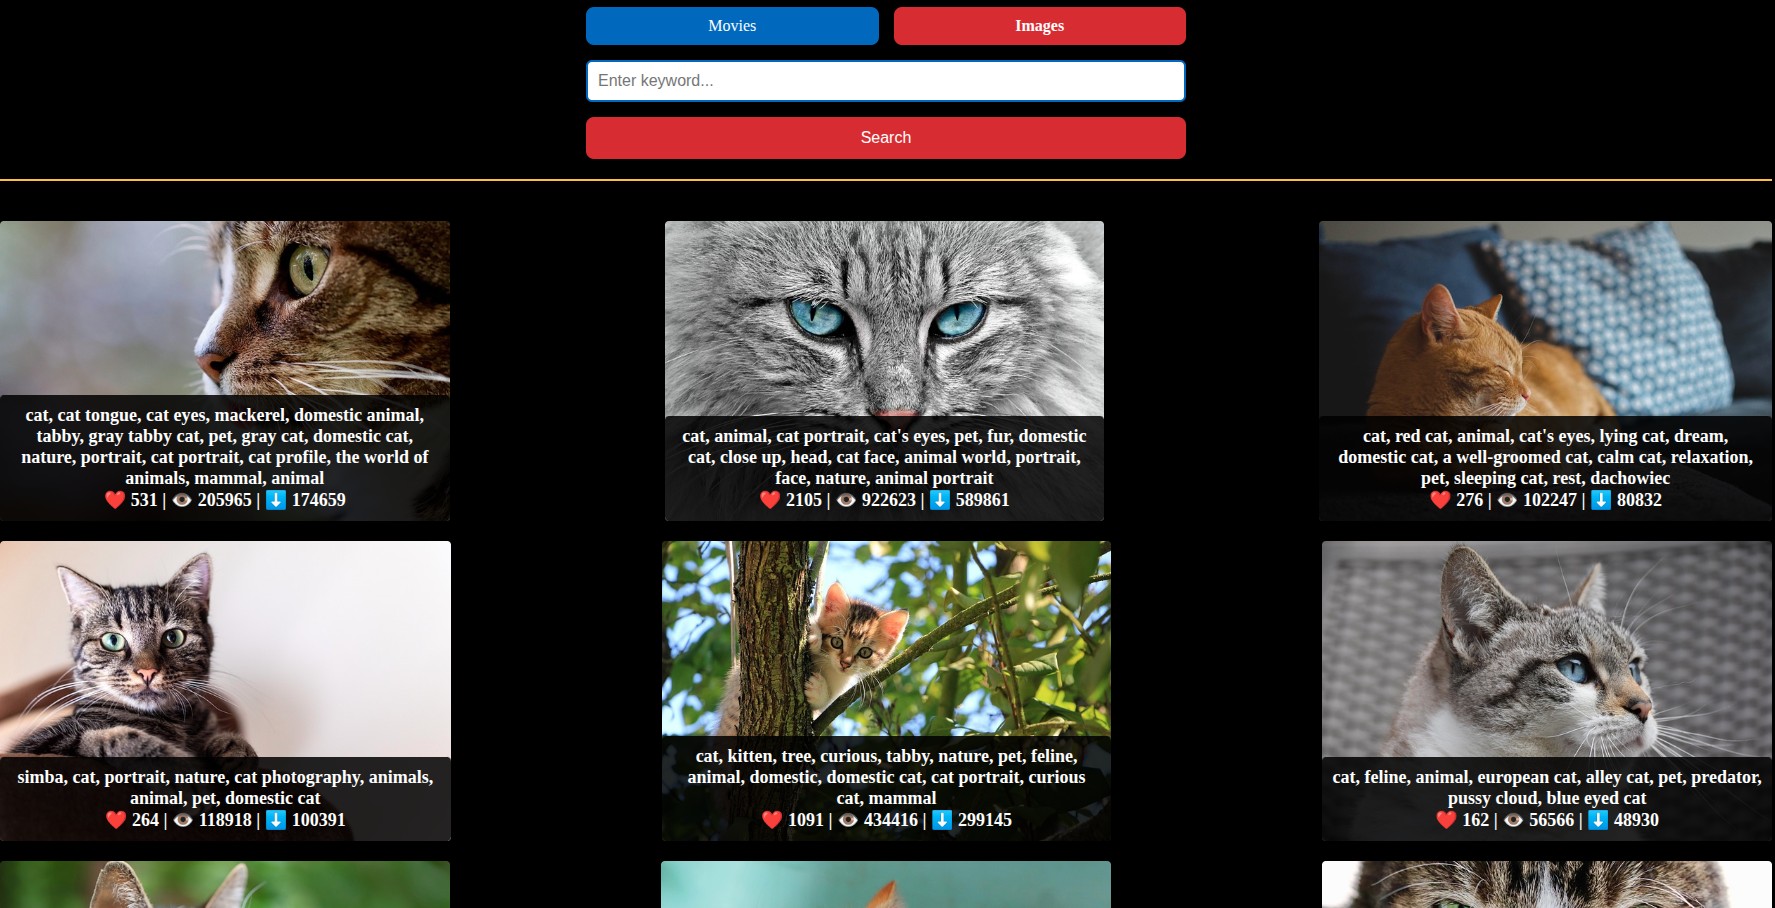 Movies
Images
Enter keyword...
Search
cat, cat tongue, cat eyes, mackerel, domestic animal,
tabby, gray tabby cat, pet, gray cat, domestic cat,
nature, portrait, cat portrait, cat profile, the world of
animals, mammal, animal
❤️ 531 | 👁️ 205965 | ⬇️ 174659
cat, animal, cat portrait, cat's eyes, pet, fur, domestic
cat, close up, head, cat face, animal world, portrait,
face, nature, animal portrait
❤️ 2105 | 👁️ 922623 | ⬇️ 589861
cat, red cat, animal, cat's eyes, lying cat, dream,
domestic cat, a well-groomed cat, calm cat, relaxation,
pet, sleeping cat, rest, dachowiec
❤️ 276 | 👁️ 102247 | ⬇️ 80832
simba, cat, portrait, nature, cat photography, animals,
animal, pet, domestic cat
❤️ 264 | 👁️ 118918 | ⬇️ 100391
cat, kitten, tree, curious, tabby, nature, pet, feline,
animal, domestic, domestic cat, cat portrait, curious
cat, mammal
❤️ 1091 | 👁️ 434416 | ⬇️ 299145
cat, feline, animal, european cat, alley cat, pet, predator,
pussy cloud, blue eyed cat
❤️ 162 | 👁️ 56566 | ⬇️ 48930